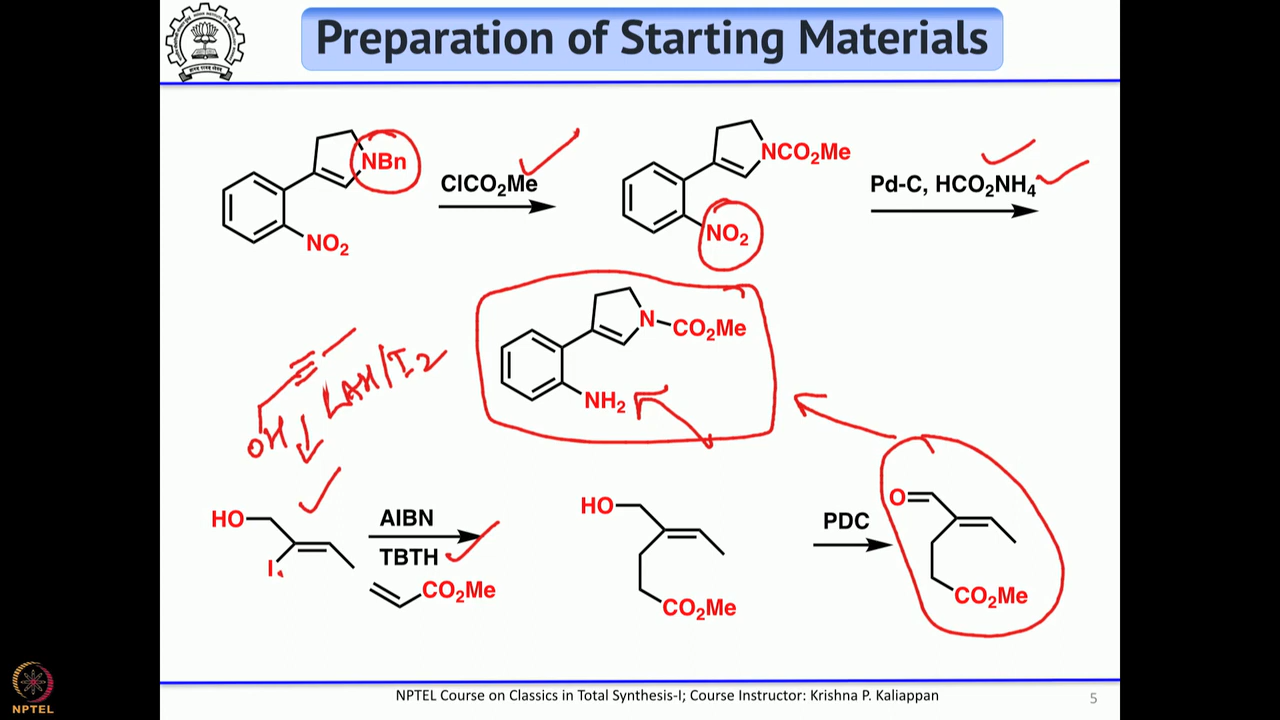 Preparation of Starting Materials
NBn
NO₂
ClCO₂Me
NCO₂Me
NO₂
Pd-C, HCO₂NH₄
N
CO₂Me
NH₂
OH
LAH/I2
HO
I
AIBN
TBTH
CO₂Me
HO
CO₂Me
PDC
O
CO₂Me
NPTEL Course on Classics in Total Synthesis-I; Course Instructor: Krishna P. Kaliappan
5
NPTEL